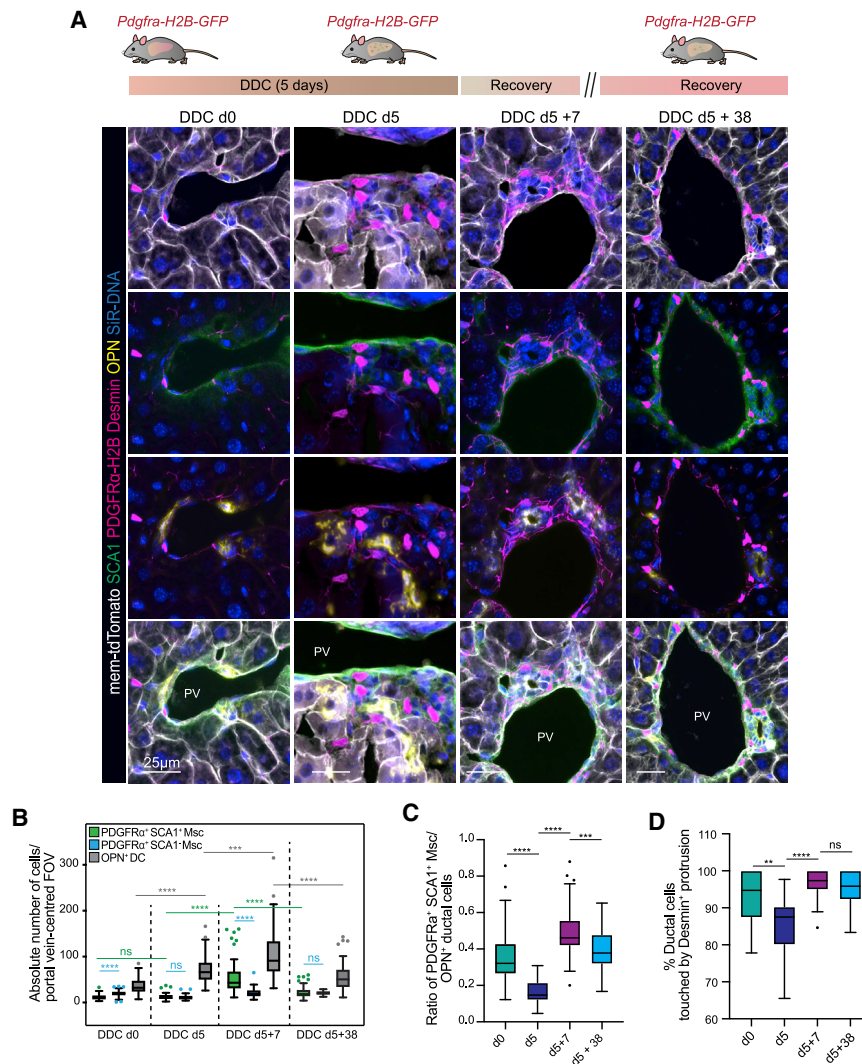 A
Pdgfra-H2B-GFP Pdgfra-H2B-GFP Pdgfra-H2B-GFP
DDC (5 days) Recovery // Recovery
DDC d0 DDC d5 DDC d5 +7 DDC d5 + 38
mem-tdTomato SCA1 PDGFRα-H2B Desmin OPN SiR-DNA
PV PV PV PV
25µm
B
Absolute number of cells/
portal vein-centred FOV
300
200
100
0
PDGFRα⁺ SCA1⁺ Msc
PDGFRα⁺ SCA1⁻ Msc
OPN⁺ DC
***
**** **** ****
**** ****
ns ns ns
****
DDC d0 DDC d5 DDC d5+7 DDC d5+38
C
Ratio of PDGFRa⁺ SCA1⁺ Msc/
OPN⁺ ductal cells
1.0
0.8
0.6
0.4
0.2
0.0
**** **** ***
d0 d5 d5+7 d5 + 38
D
% Ductal cells
touched by Desmin⁺ protrusion
100
90
80
70
60
** **** ns
d0 d5 d5+7 d5+38